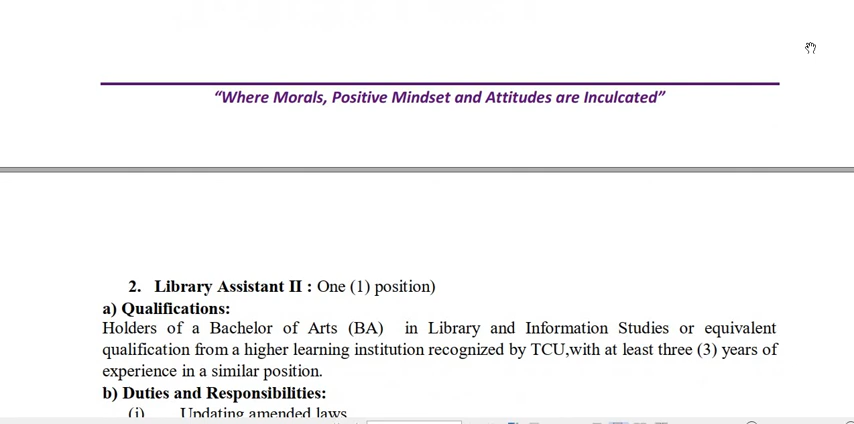 “Where Morals, Positive Mindset and Attitudes are Inculcated”
2. Library Assistant II : One (1) position)
a) Qualifications:
Holders of a Bachelor of Arts (BA) in Library and Information Studies or equivalent
qualification from a higher learning institution recognized by TCU,with at least three (3) years of
experience in a similar position.
b) Duties and Responsibilities:
(i) Updating amended laws